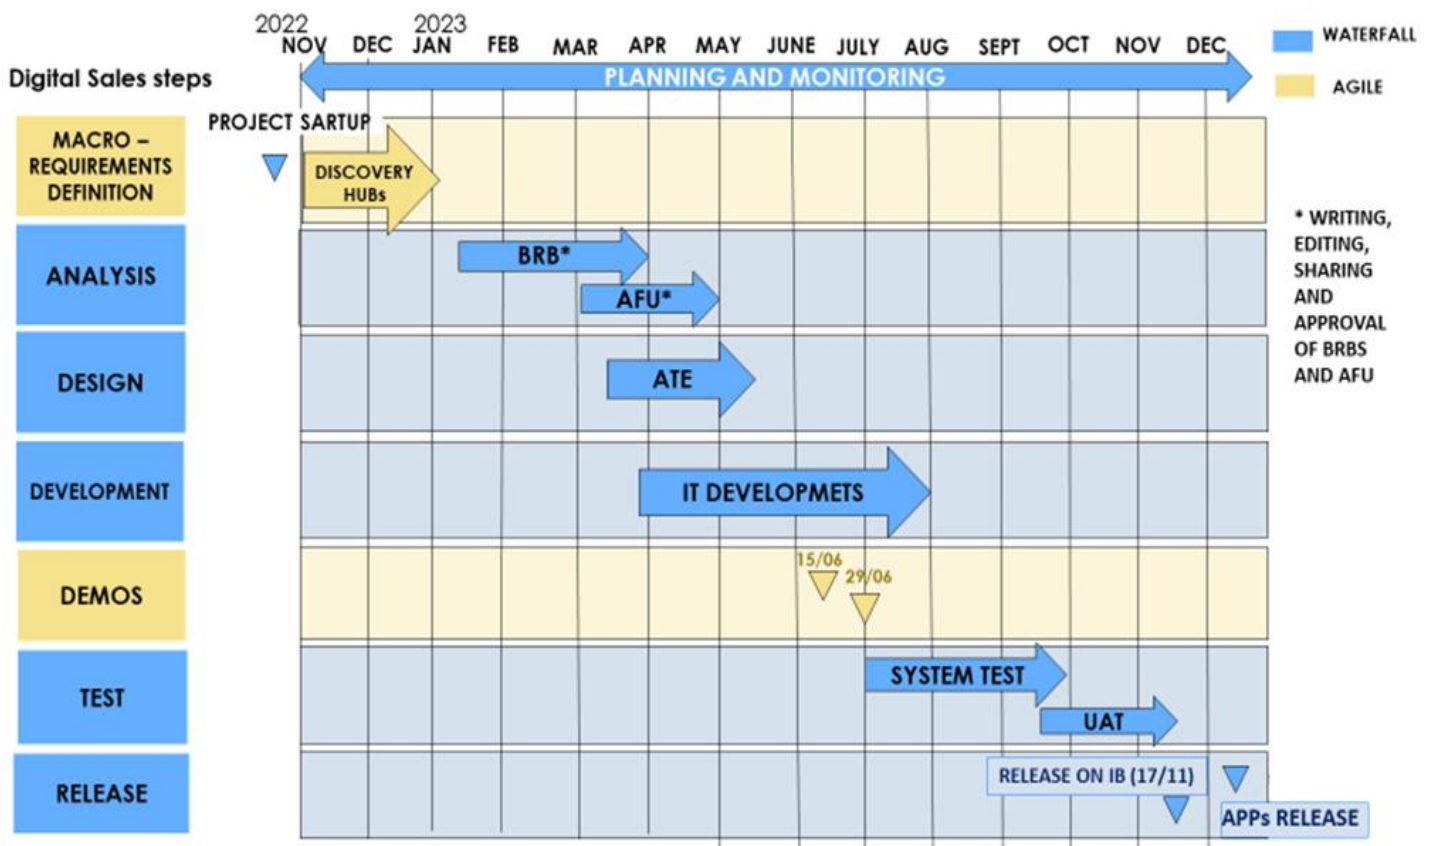 2022
2023
NOV DEC JAN FEB MAR APR MAY JUNE JULY AUG SEPT OCT NOV DEC
WATERFALL
AGILE
Digital Sales steps
PLANNING AND MONITORING
PROJECT SARTUP
MACRO –
REQUIREMENTS
DEFINITION
DISCOVERY
HUBs
* WRITING,
EDITING,
SHARING
AND
APPROVAL
OF BRBS
AND AFU
ANALYSIS
BRB*
AFU*
DESIGN
ATE
DEVELOPMENT
IT DEVELOPMETS
DEMOS
15/06
29/06
TEST
SYSTEM TEST
UAT
RELEASE
RELEASE ON IB (17/11)
APPs RELEASE